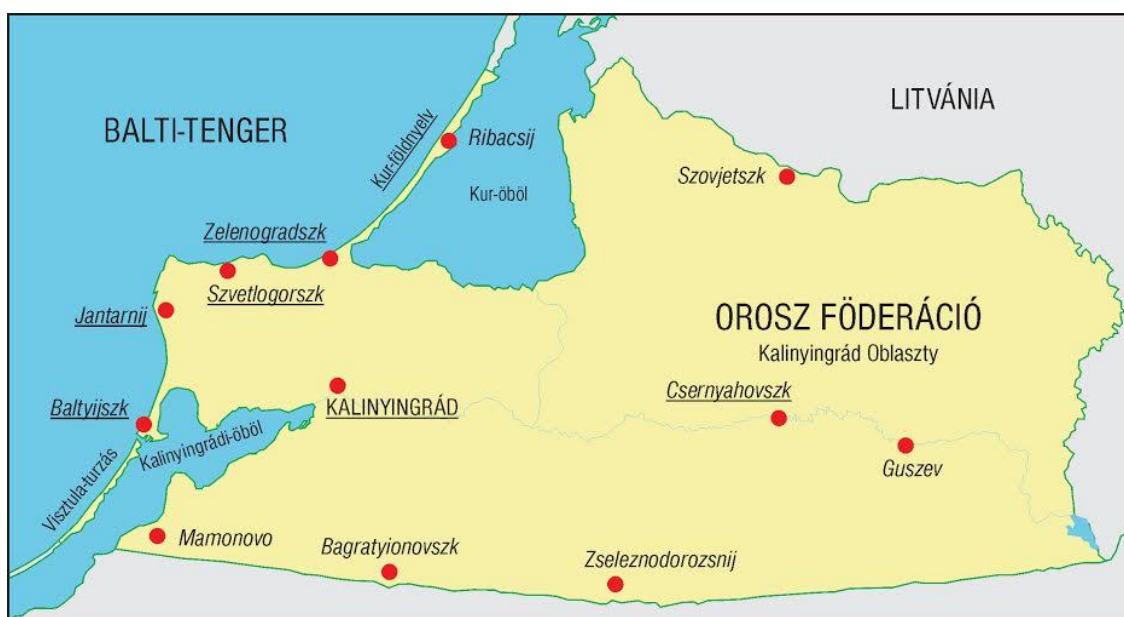 LITVÁNIA
BALTI-TENGER
Kur-földnyelv
Ribacsij
Kur-öböl
Szovjetszk
Zelenogradszk
Szvetlogorszk
Jantarnij
OROSZ FÖDERÁCIÓ
Kalinyingrád Oblaszty
Csernyahovszk
Baltyijszk
KALINYINGRÁD
Kalinyingrádi-öböl
Guszev
Visztula-turzás
Mamonovo
Bagratyionovszk
Zseleznodorozsnij